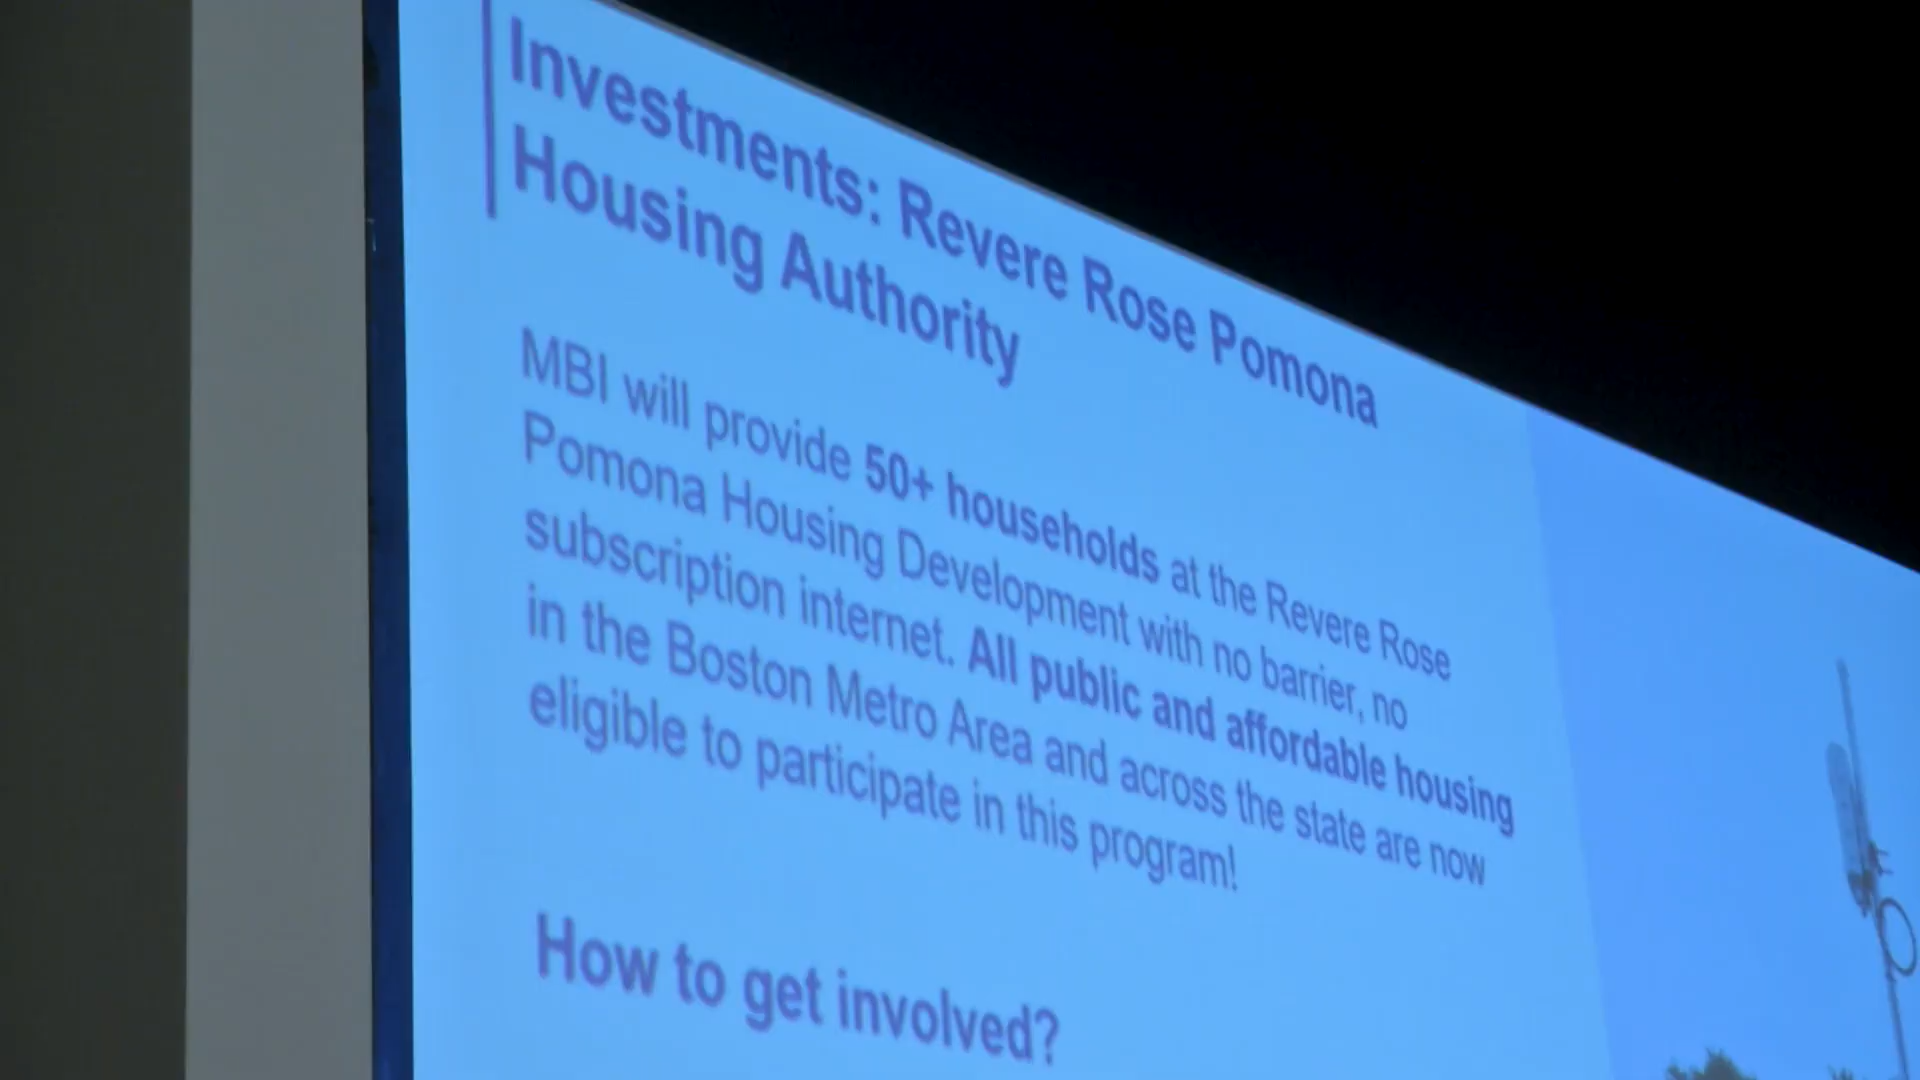 Investments: Revere Rose Pomona
Housing Authority
MBI will provide 50+ households at the Revere Rose
Pomona Housing Development with no barrier, no
subscription internet. All public and affordable housing
in the Boston Metro Area and across the state are now
eligible to participate in this program!
How to get involved?